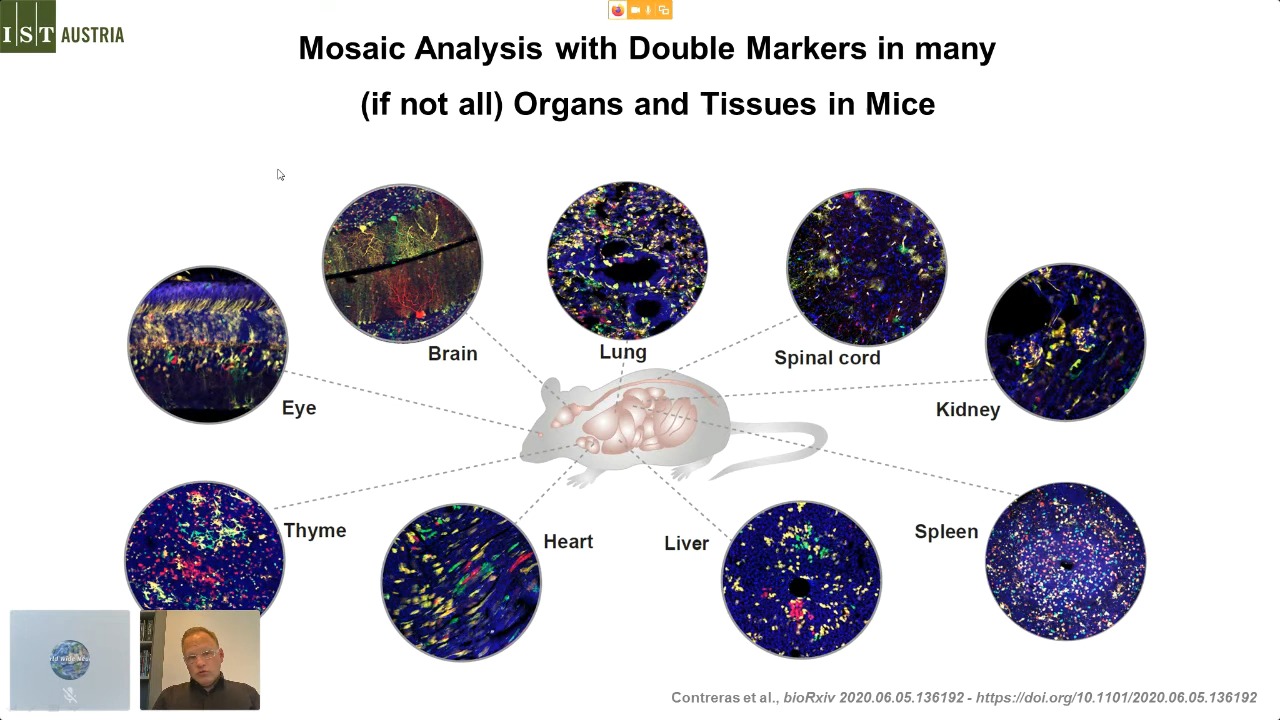 IST AUSTRIA
Mosaic Analysis with Double Markers in many
(if not all) Organs and Tissues in Mice
Brain
Lung
Spinal cord
Eye
Kidney
Thyme
Heart
Liver
Spleen
Contreras et al., bioRxiv 2020.06.05.136192 - https://doi.org/10.1101/2020.06.05.136192